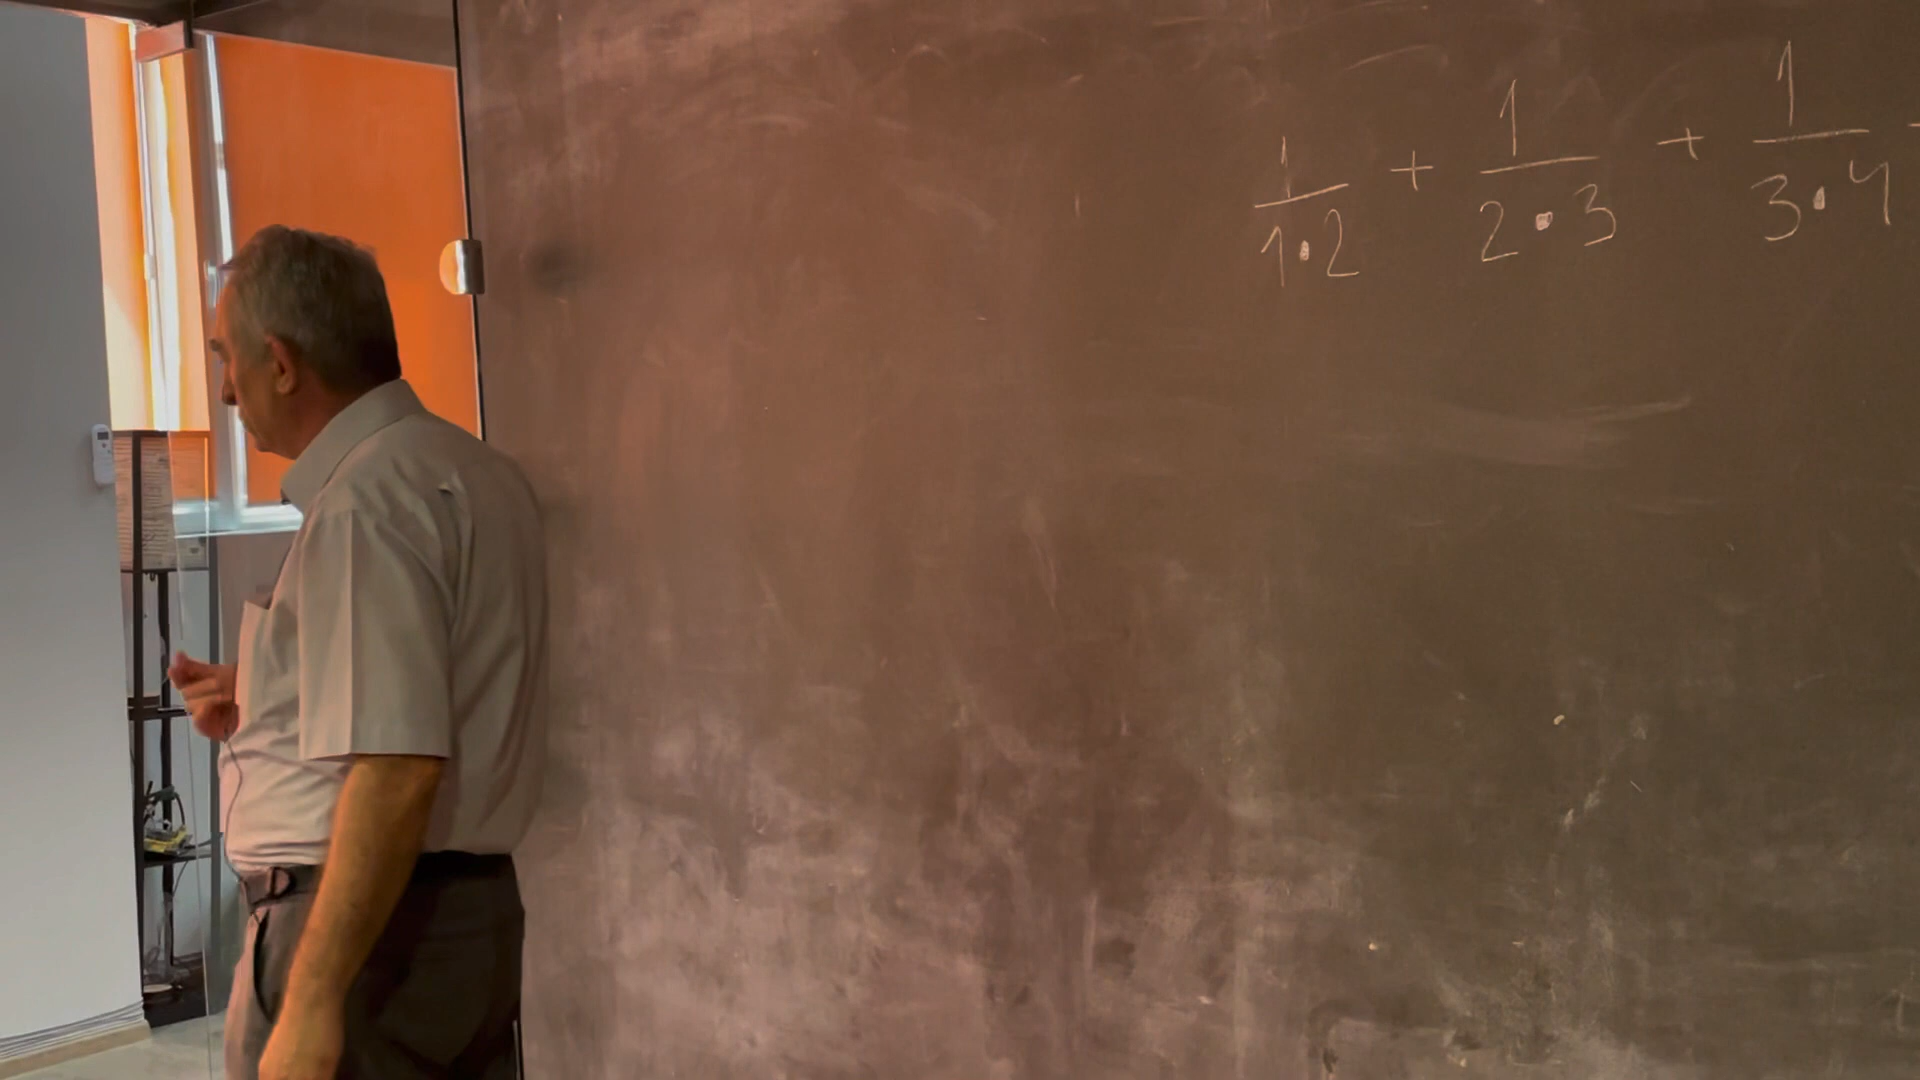 1/(1·2) + 1/(2·3) + 1/(3·4)